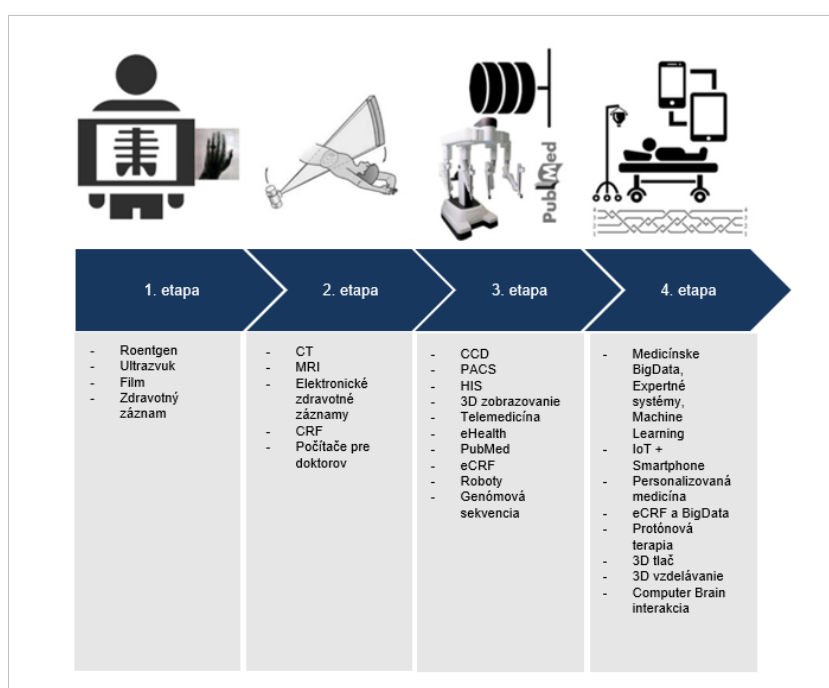 PubMed
1. etapa
2. etapa
3. etapa
4. etapa
- Roentgen
- Ultrazvuk
- Film
- Zdravotný
záznam
- CT
- MRI
- Elektronické
zdravotné
záznamy
- CRF
- Počítače pre
doktorov
- CCD
- PACS
- HIS
- 3D zobrazovanie
- Telemedicína
- eHealth
- PubMed
- eCRF
- Roboty
- Genómová
sekvencia
- Medicínske
BigData,
Expertné
systémy,
Machine
Learning
- IoT +
Smartphone
- Personalizovaná
medicína
- eCRF a BigData
- Protónová
terapia
- 3D tlač
- 3D vzdelávanie
- Computer Brain
interakcia